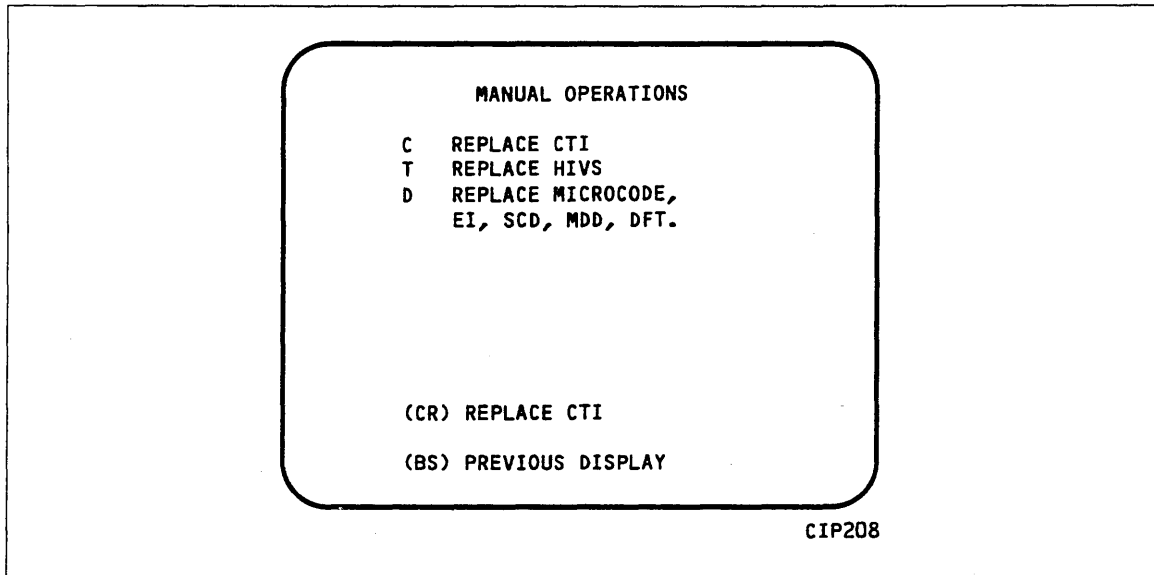 MANUAL OPERATIONS
C REPLACE CTI
T REPLACE HIVS
D REPLACE MICROCODE,
EI, SCD, MDD, DFT.
(CR) REPLACE CTI
(BS) PREVIOUS DISPLAY
CIP208